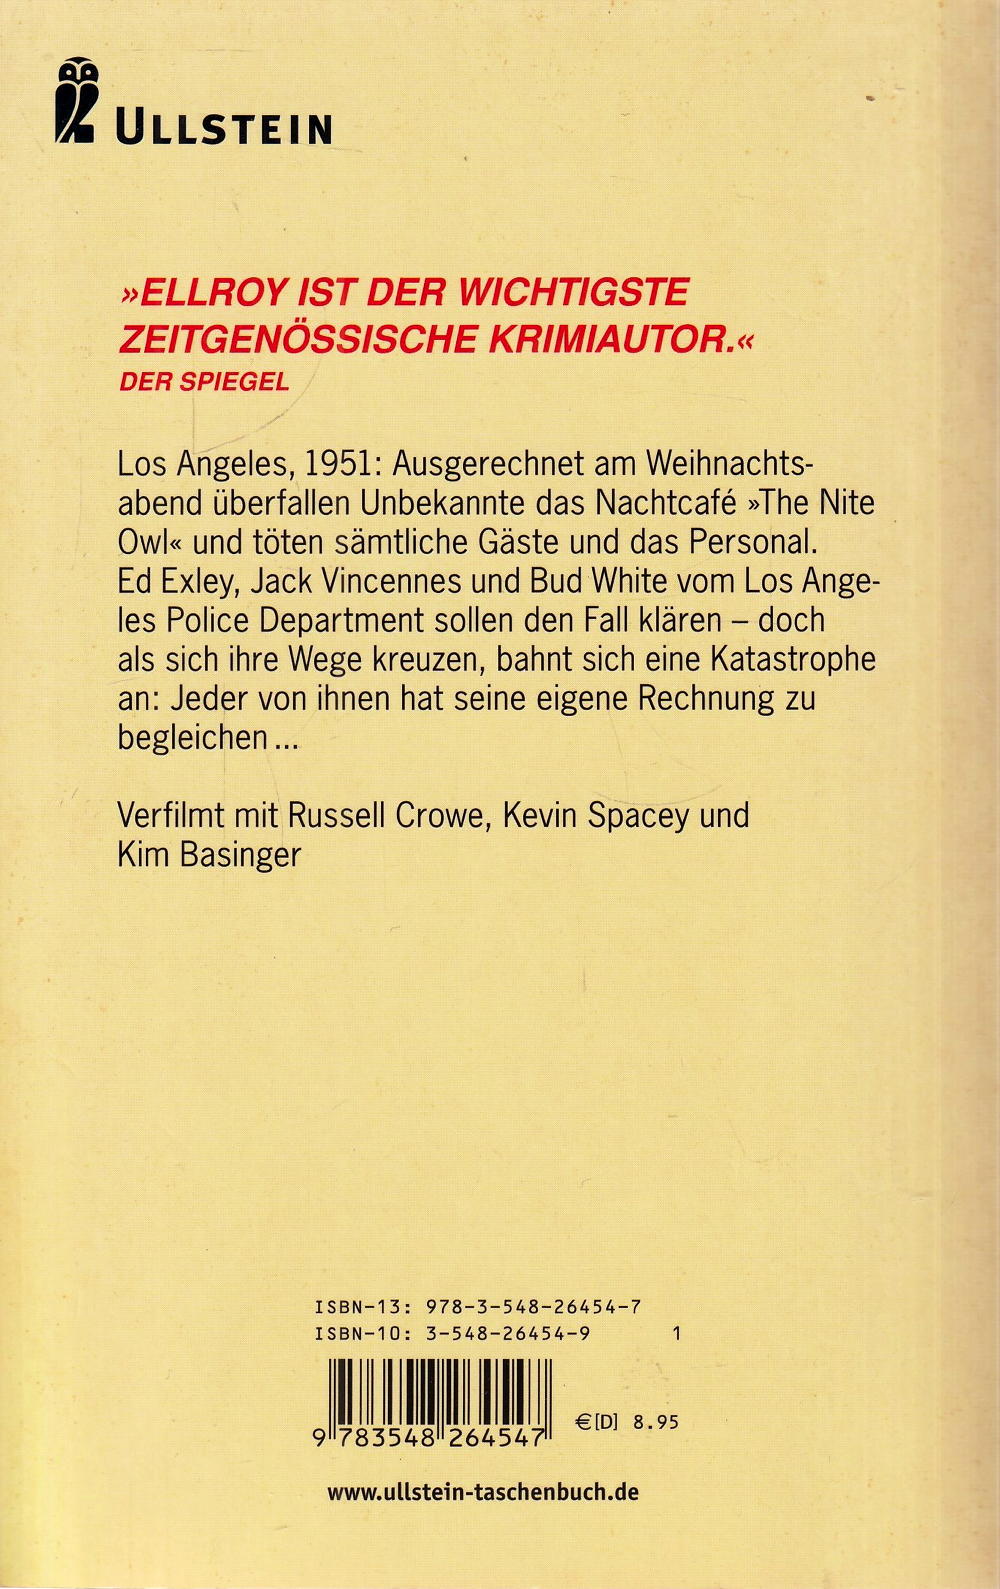 ULLSTEIN
»ELLROY IST DER WICHTIGSTE
ZEITGENÖSSISCHE KRIMIAUTOR.«
DER SPIEGEL
Los Angeles, 1951: Ausgerechnet am Weihnachts-
abend überfallen Unbekannte das Nachtcafé »The Nite
Owl« und töten sämtliche Gäste und das Personal.
Ed Exley, Jack Vincennes und Bud White vom Los Ange-
les Police Department sollen den Fall klären – doch
als sich ihre Wege kreuzen, bahnt sich eine Katastrophe
an: Jeder von ihnen hat seine eigene Rechnung zu
begleichen ...
Verfilmt mit Russell Crowe, Kevin Spacey und
Kim Basinger
ISBN-13: 978-3-548-26454-7
ISBN-10: 3-548-26454-9 1
9 783548 264547
€[D] 8.95
www.ullstein-taschenbuch.de